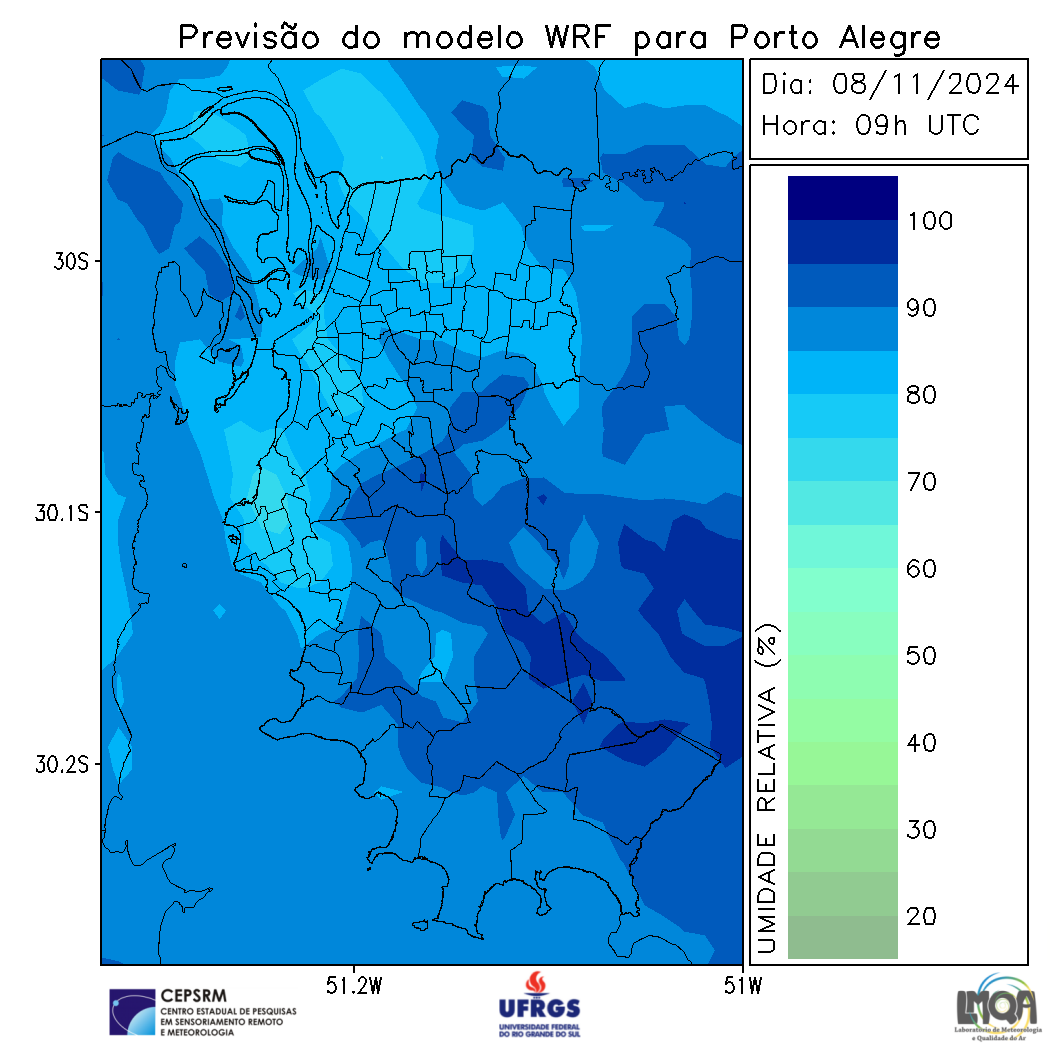 Previsão do modelo WRF para Porto Alegre
Dia: 08/11/2024
Hora: 09h UTC
30S
30.1S
30.2S
51.2W
51W
UMIDADE RELATIVA (%)
100
90
80
70
60
50
40
30
20
CEPSRM
CENTRO ESTADUAL DE PESQUISAS
EM SENSORIAMENTO REMOTO
E METEOROLOGIA
UFRGS
UNIVERSIDADE FEDERAL
DO RIO GRANDE DO SUL
LMQA
Laboratório de Meteorologia
e Qualidade do Ar